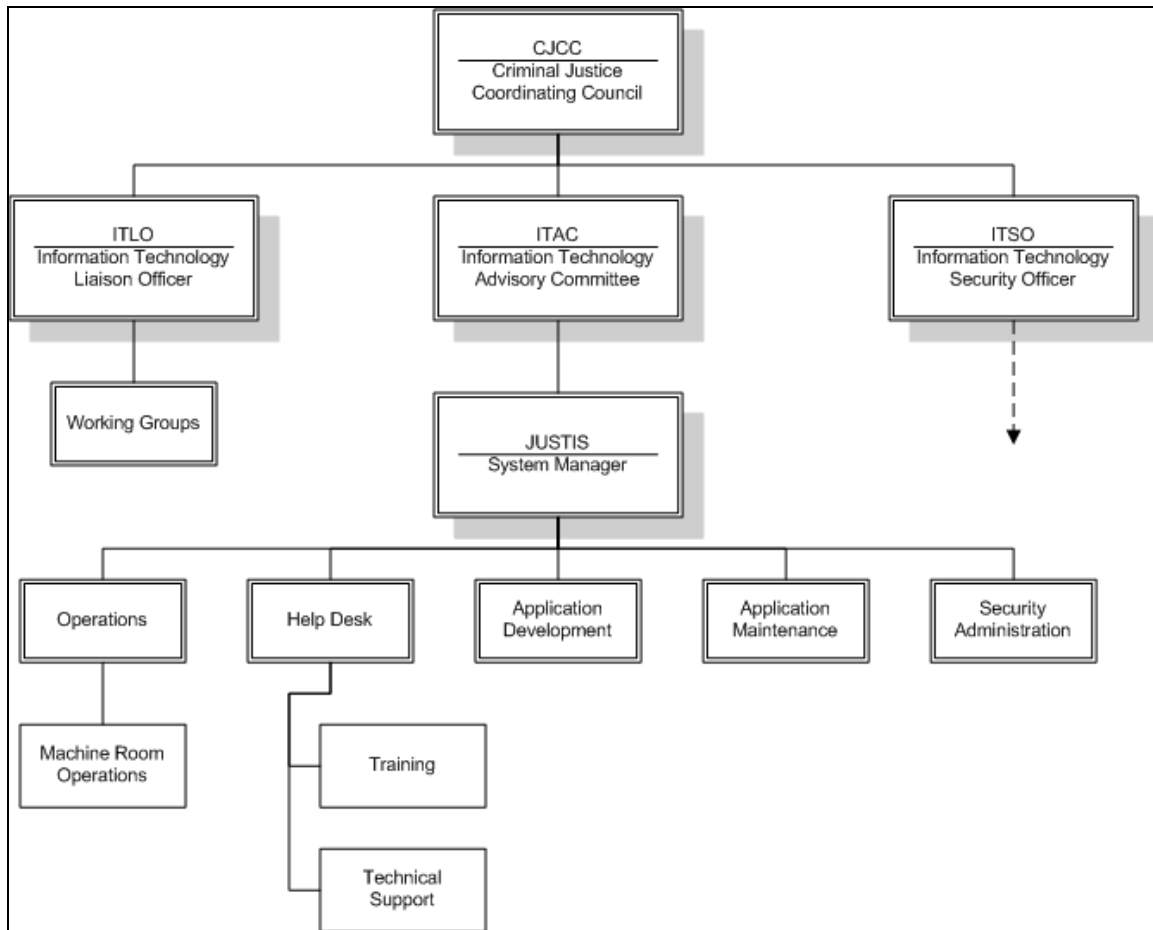 CJCC
Criminal Justice
Coordinating Council
ITLO
Information Technology
Liaison Officer
ITAC
Information Technology
Advisory Committee
ITSO
Information Technology
Security Officer
Working Groups
JUSTIS
System Manager
Operations
Help Desk
Application
Development
Application
Maintenance
Security
Administration
Machine Room
Operations
Training
Technical
Support